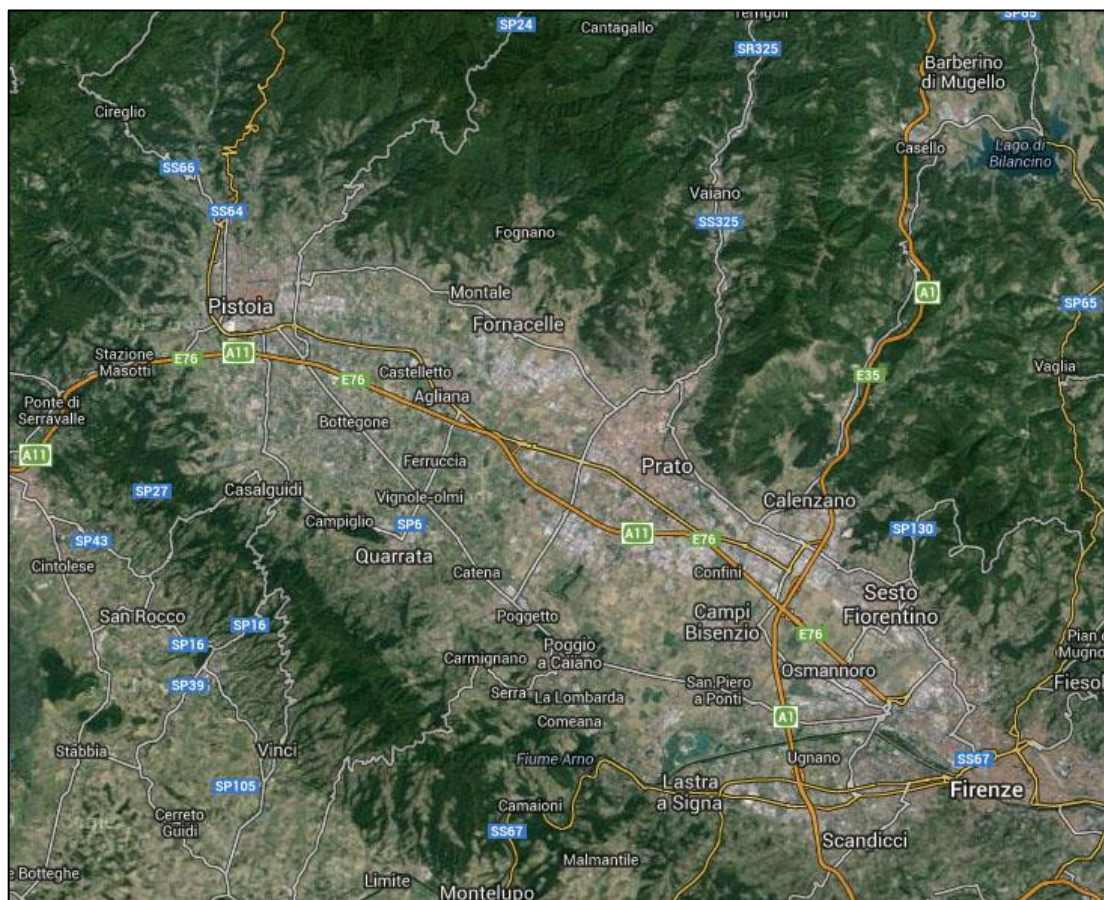 SP24
Cantagallo
SR325
SP65
Barberino
di Mugello
Cireglio
Casello
Lago di
Bilancino
SS66
Vaiano
SS64
SS325
Fognano
A1
Montale
SP65
Pistoia
Fornacelle
Stazione
Masotti
E76
A11
E76
Castelletto
E35
Vaglia
Agliana
Ponte di
Serravalle
Bottegone
A11
Ferruccia
Prato
SP27
Casalguidi
Vignole-olmi
Calenzano
Campiglio
SP6
A11
E76
SP130
SP43
Quarrata
Cintolese
Catena
Confini
Sesto
Fiorentino
San Rocco
SP16
Poggetto
Campi
Bisenzio
E76
SP16
Poggio
a Caiano
Carmignano
Osmannoro
SP39
Serra
La Lombarda
San Piero
a Ponti
Comeana
A1
Stabbia
Vinci
Fiume Arno
Ugnano
SS67
SP105
Lastra
a Signa
Firenze
Cerreto
Guidi
Camaioni
SS67
Scandicci
Malmantile
Limite
Montelupo
e Botteghe
Pian
Mugno
Fiesol